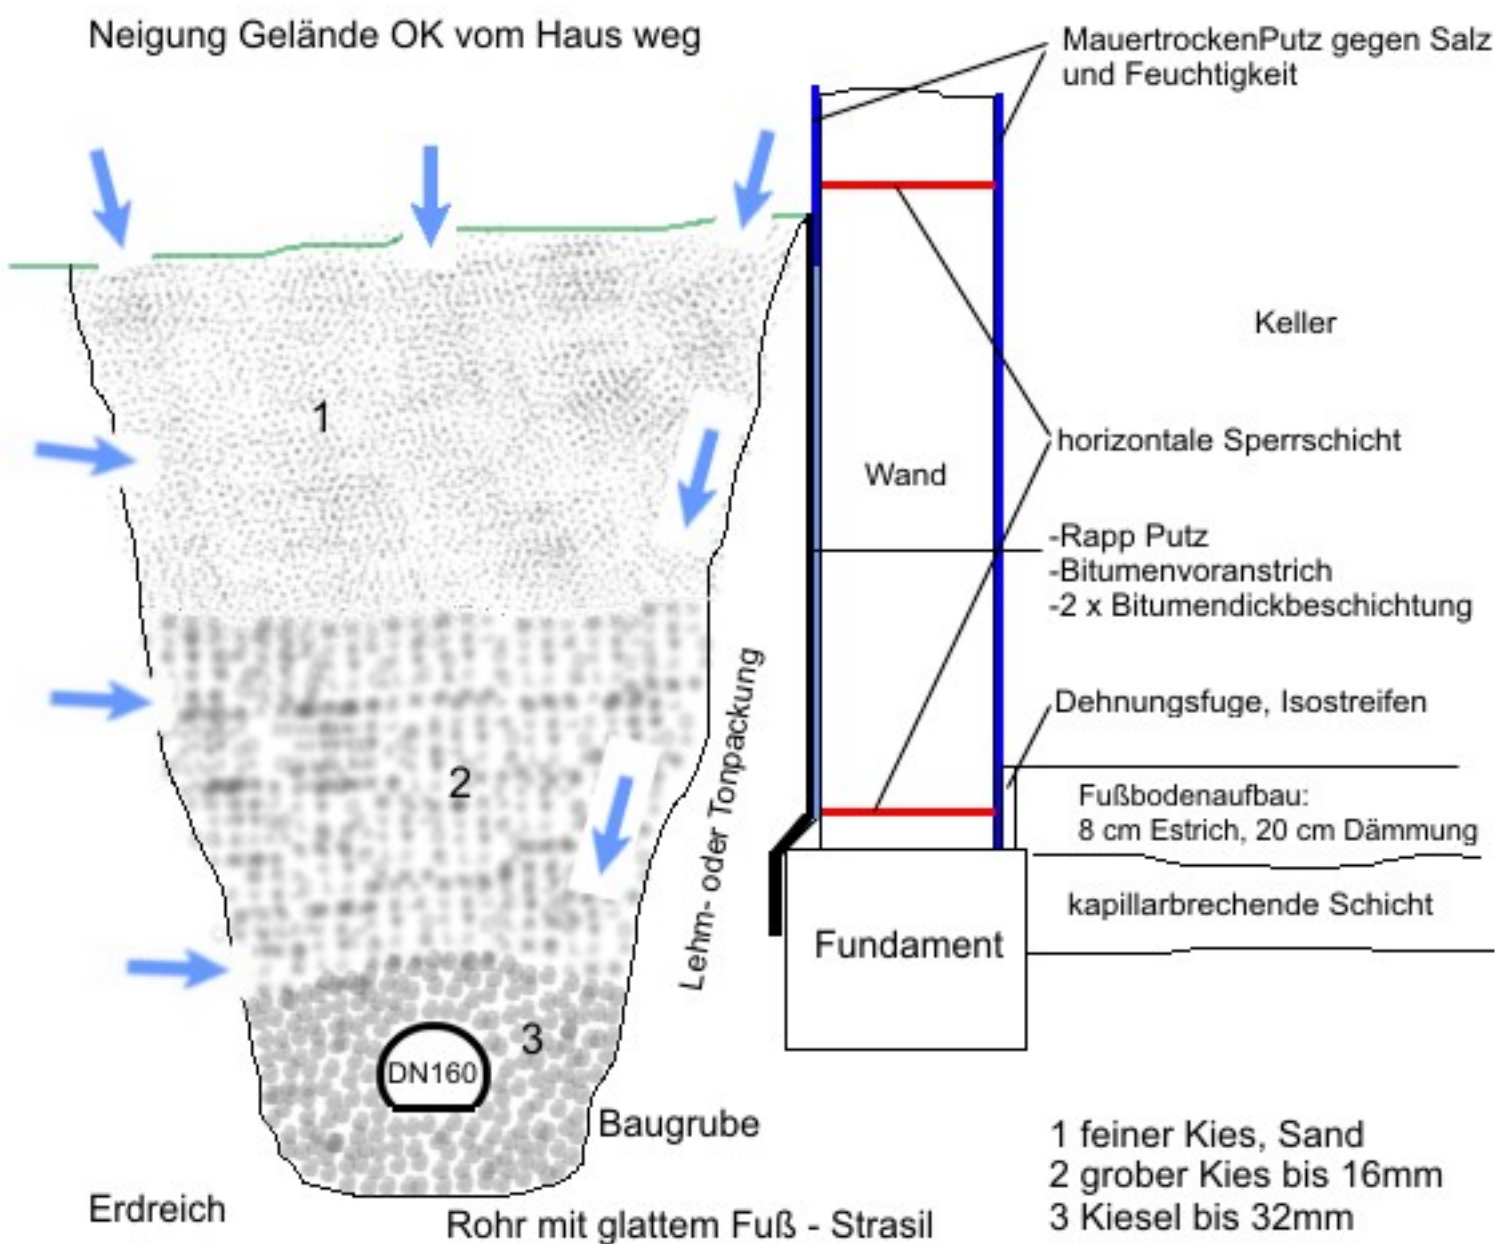 Neigung Gelände OK vom Haus weg
MauertrockenPutz gegen Salz
und Feuchtigkeit
Keller
1
horizontale Sperrschicht
Wand
-Rapp Putz
-Bitumenvoranstrich
-2 x Bitumendickbeschichtung
Lehm- oder Tonpackung
Dehnungsfuge, Isostreifen
2
Fußbodenaufbau:
8 cm Estrich, 20 cm Dämmung
kapillarbrechende Schicht
Fundament
3
DN160
Baugrube
Erdreich
Rohr mit glattem Fuß - Strasil
1 feiner Kies, Sand
2 grober Kies bis 16mm
3 Kiesel bis 32mm